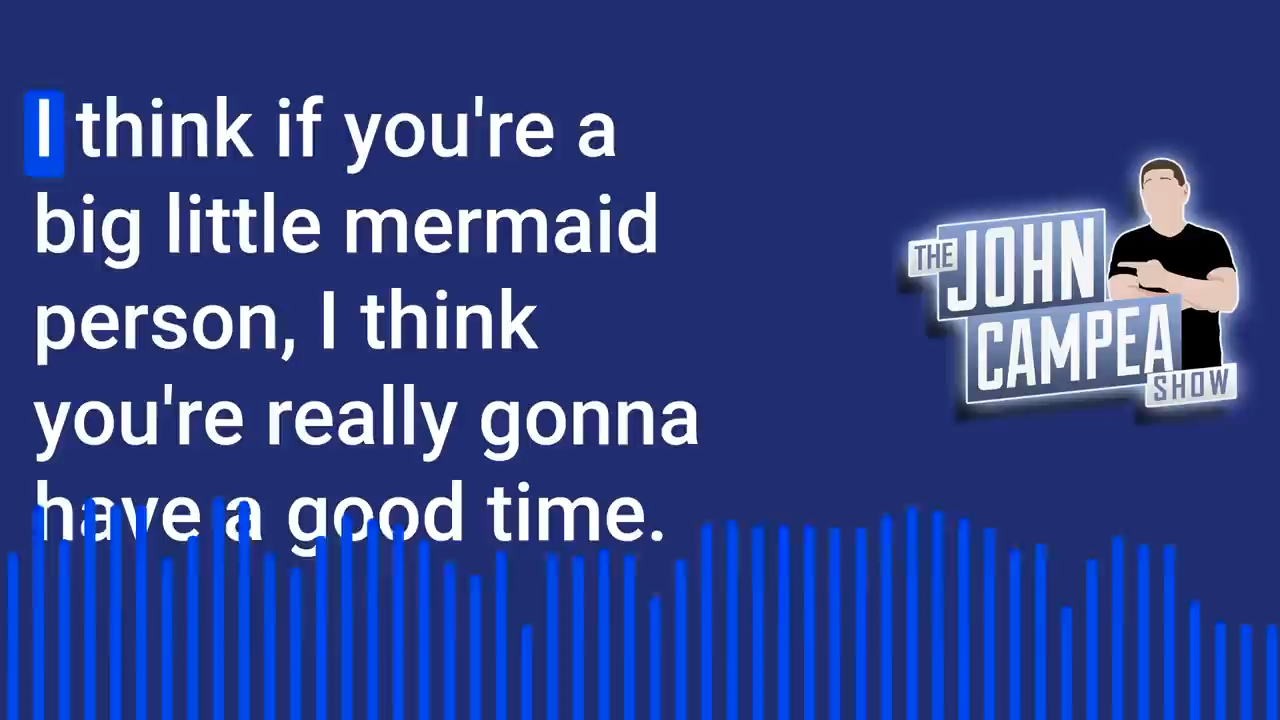 I think if you're a
big little mermaid
person, I think
you're really gonna
have a good time.
THE
JOHN
CAMPEA
SHOW